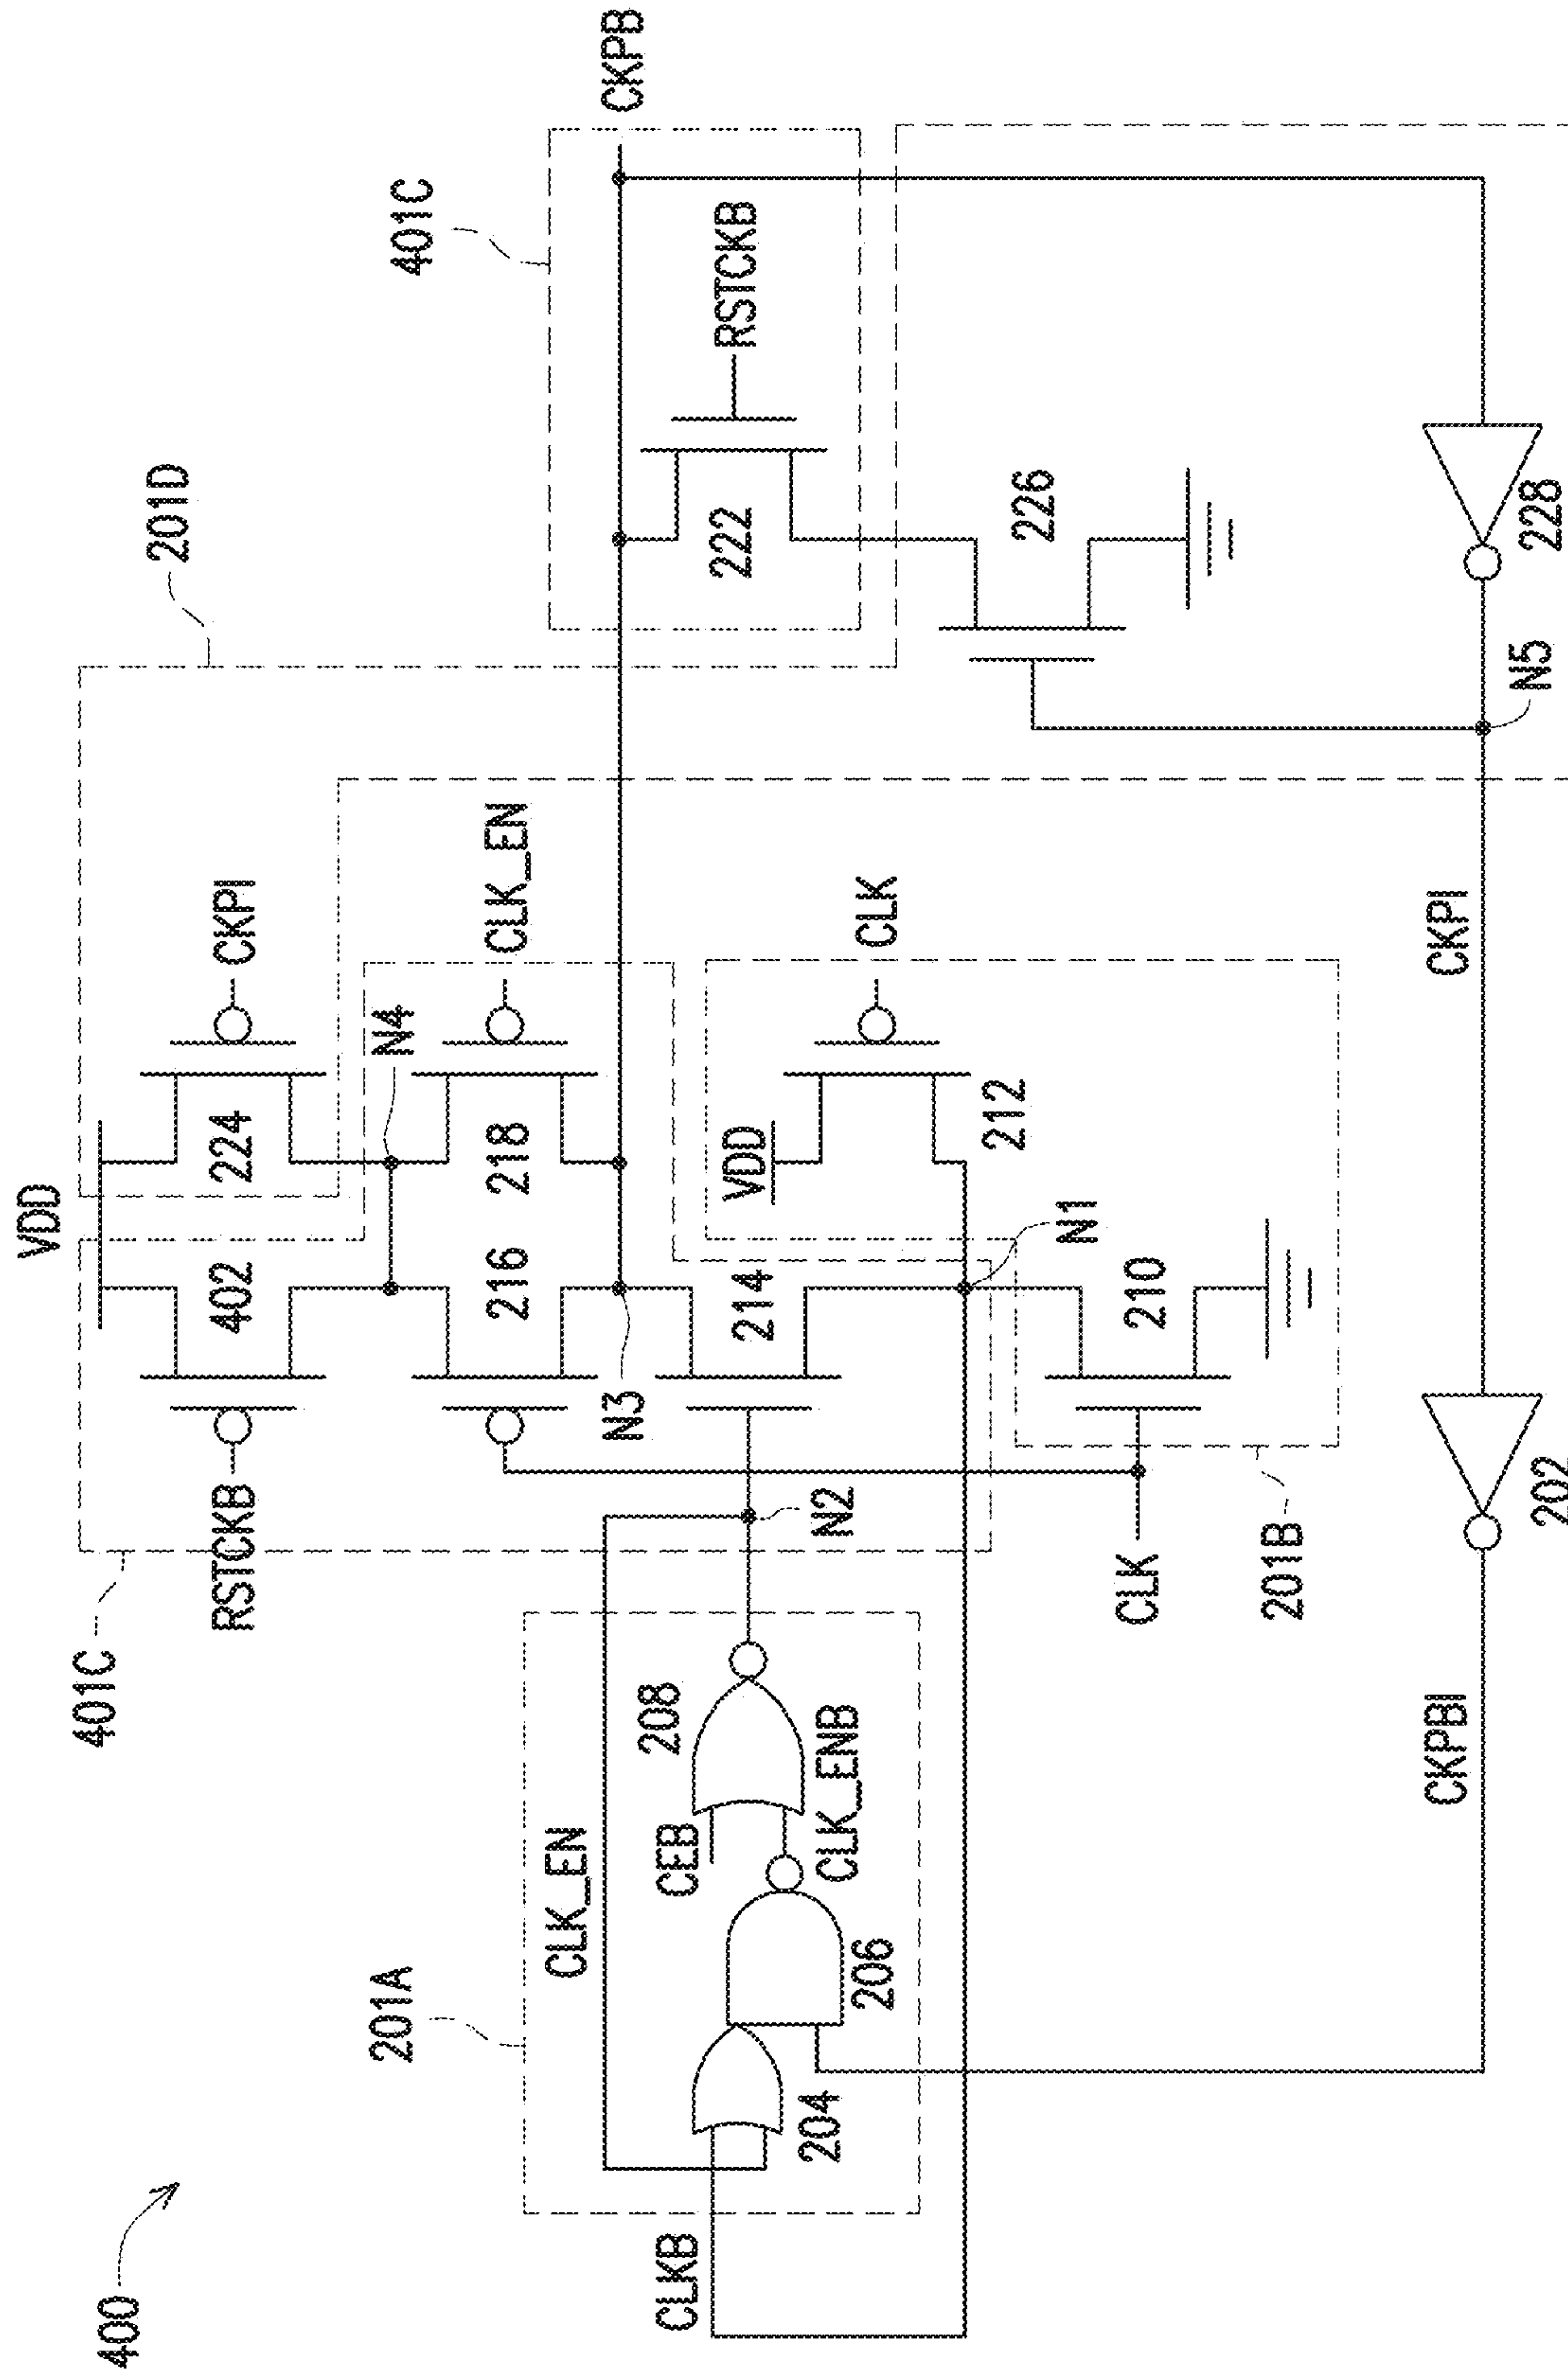 400
VDD
401C
RSTCKB
402
224
CKPI
201D
N4
216
218
CLK_EN
N3
CKPB
401C
222
RSTCKB
201A
CLK_EN
CLKB
204
206
CEB
208
CLK_ENB
N2
214
VDD
212
CLK
N1
210
CLK
201B
226
CKPBI
202
CKPI
N5
228